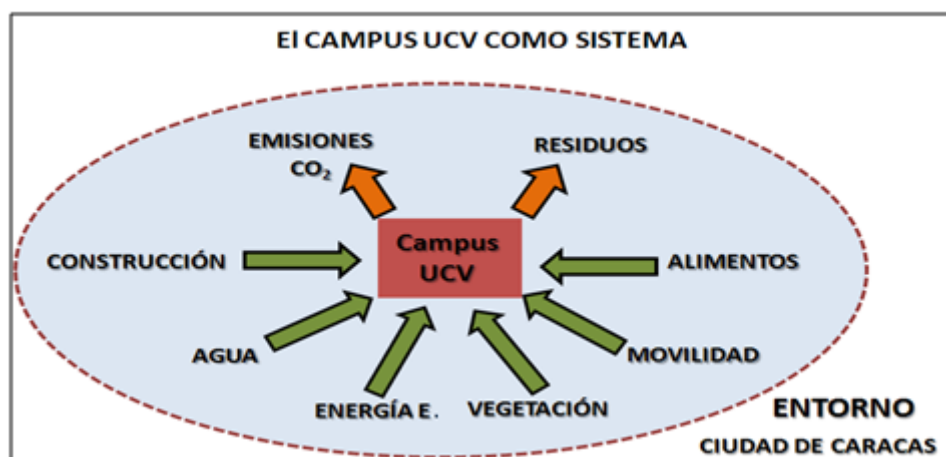 El CAMPUS UCV COMO SISTEMA
EMISIONES
CO₂
RESIDUOS
Campus
UCV
CONSTRUCCIÓN
ALIMENTOS
AGUA
MOVILIDAD
ENERGÍA E.
VEGETACIÓN
ENTORNO
CIUDAD DE CARACAS